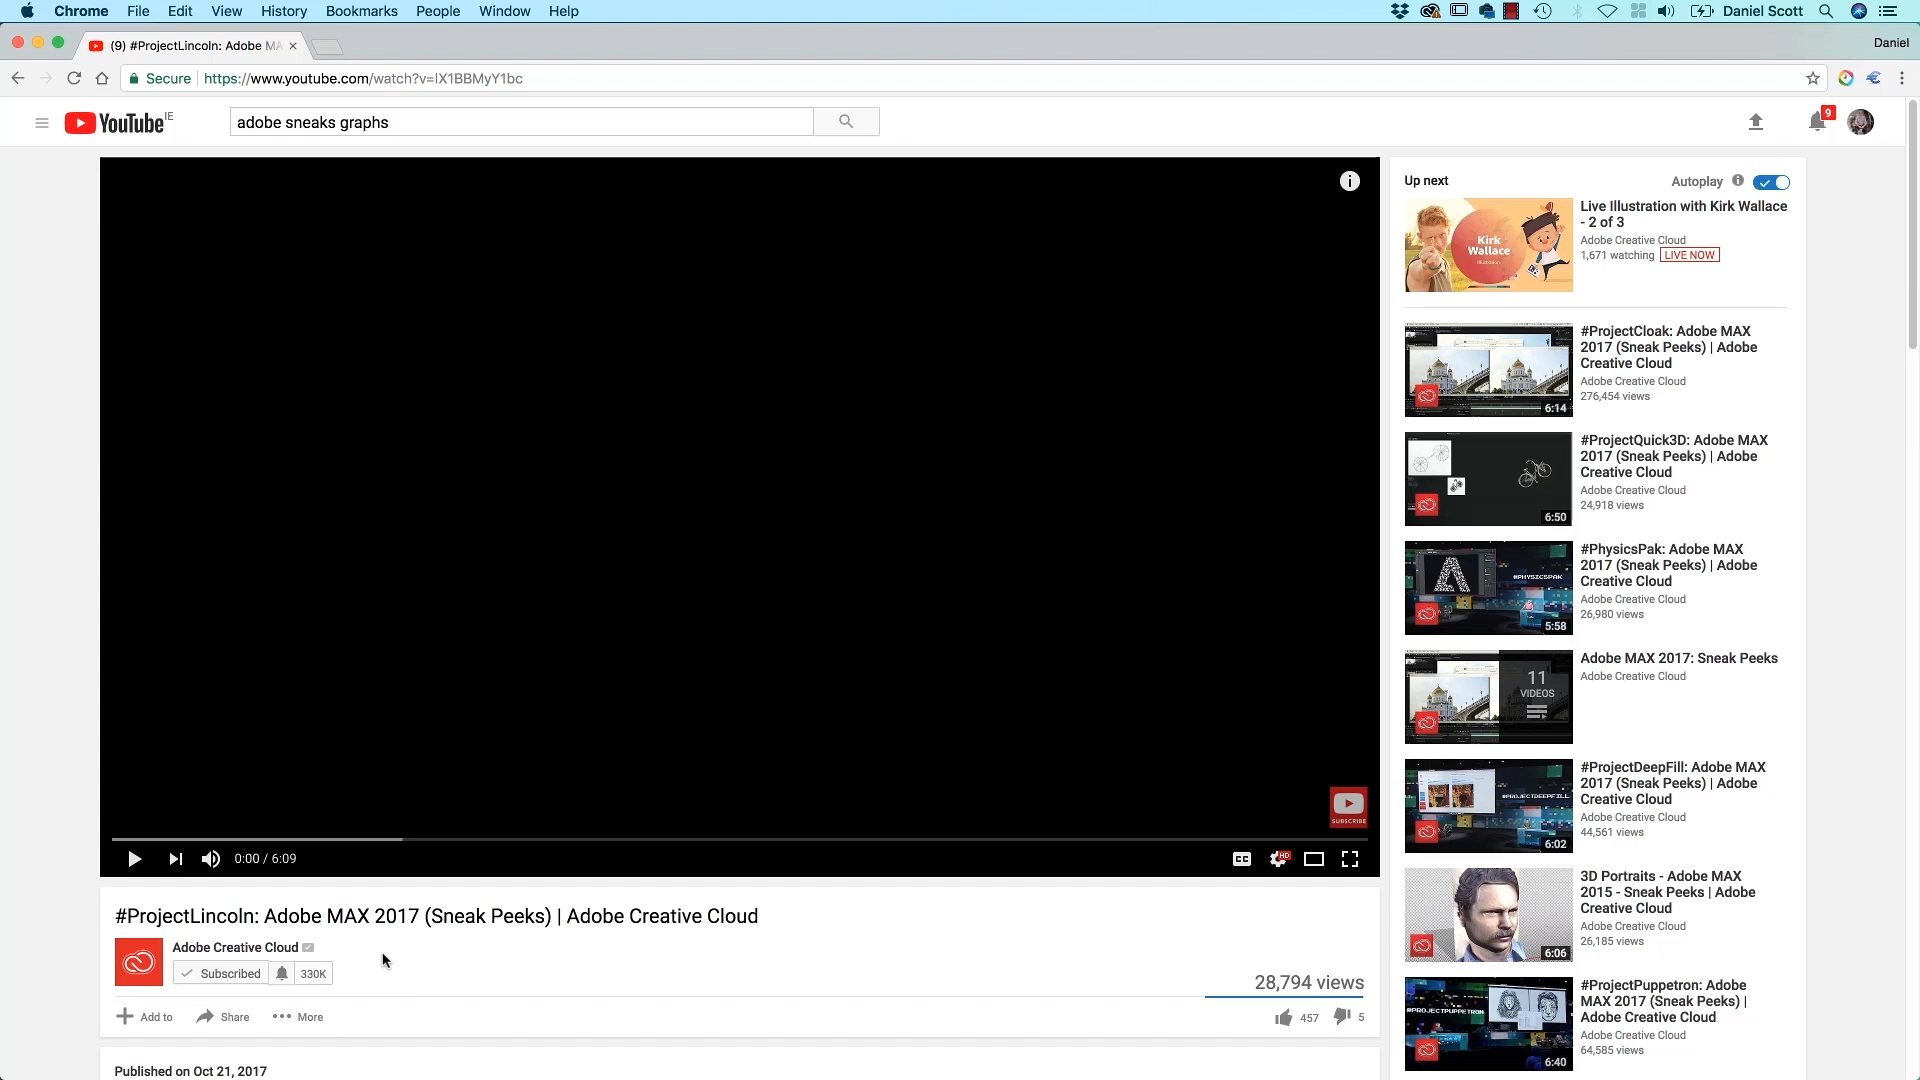 Chrome File Edit View History Bookmarks People Window Help Daniel Scott
(9) #ProjectLincoln: Adobe MA Daniel
Secure https://www.youtube.com/watch?v=lX1BBMyY1bc
YouTube IE adobe sneaks graphs 9
Up next Autoplay
Kirk
Wallace
Live Illustration with Kirk Wallace
- 2 of 3
Adobe Creative Cloud
1,671 watching LIVE NOW
#ProjectCloak: Adobe MAX
2017 (Sneak Peeks) | Adobe
Creative Cloud
Adobe Creative Cloud
276,454 views
6:14
#ProjectQuick3D: Adobe MAX
2017 (Sneak Peeks) | Adobe
Creative Cloud
Adobe Creative Cloud
24,918 views
6:50
#PhysicsPak: Adobe MAX
2017 (Sneak Peeks) | Adobe
Creative Cloud
Adobe Creative Cloud
26,980 views
#PHYSICSPAK
5:58
Adobe MAX 2017: Sneak Peeks
Adobe Creative Cloud
11
VIDEOS
#ProjectDeepFill: Adobe MAX
2017 (Sneak Peeks) | Adobe
Creative Cloud
Adobe Creative Cloud
44,561 views
#PROJECTDEEPFILL
6:02
3D Portraits - Adobe MAX
2015 - Sneak Peeks | Adobe
Creative Cloud
Adobe Creative Cloud
26,185 views
6:06
#ProjectPuppetron: Adobe
MAX 2017 (Sneak Peeks) |
Adobe Creative Cloud
Adobe Creative Cloud
64,585 views
#PROJECTPUPPETRON
6:40
SUBSCRIBE
0:00 / 6:09 CC HD
#ProjectLincoln: Adobe MAX 2017 (Sneak Peeks) | Adobe Creative Cloud
Adobe Creative Cloud
Subscribed 330K
28,794 views
Add to Share More 457 5
Published on Oct 21, 2017